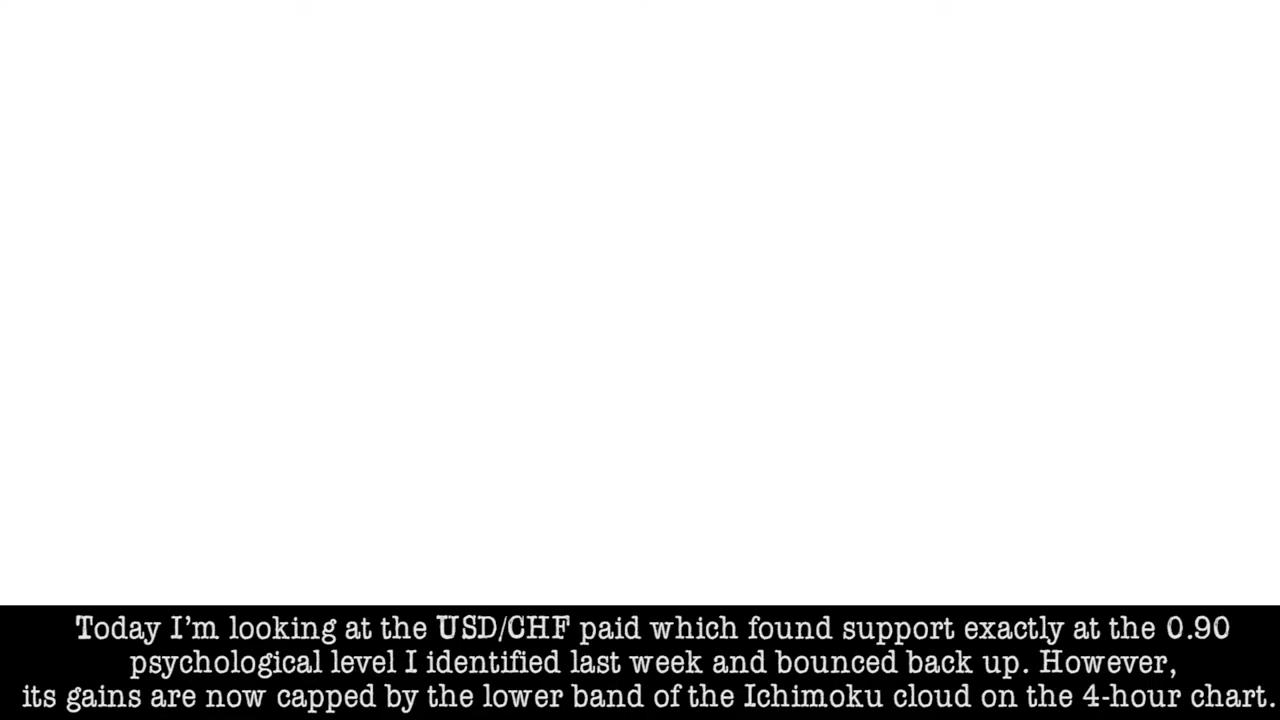 Today I'm looking at the USD/CHF paid which found support exactly at the 0.90
psychological level I identified last week and bounced back up. However,
its gains are now capped by the lower band of the Ichimoku cloud on the 4-hour chart.